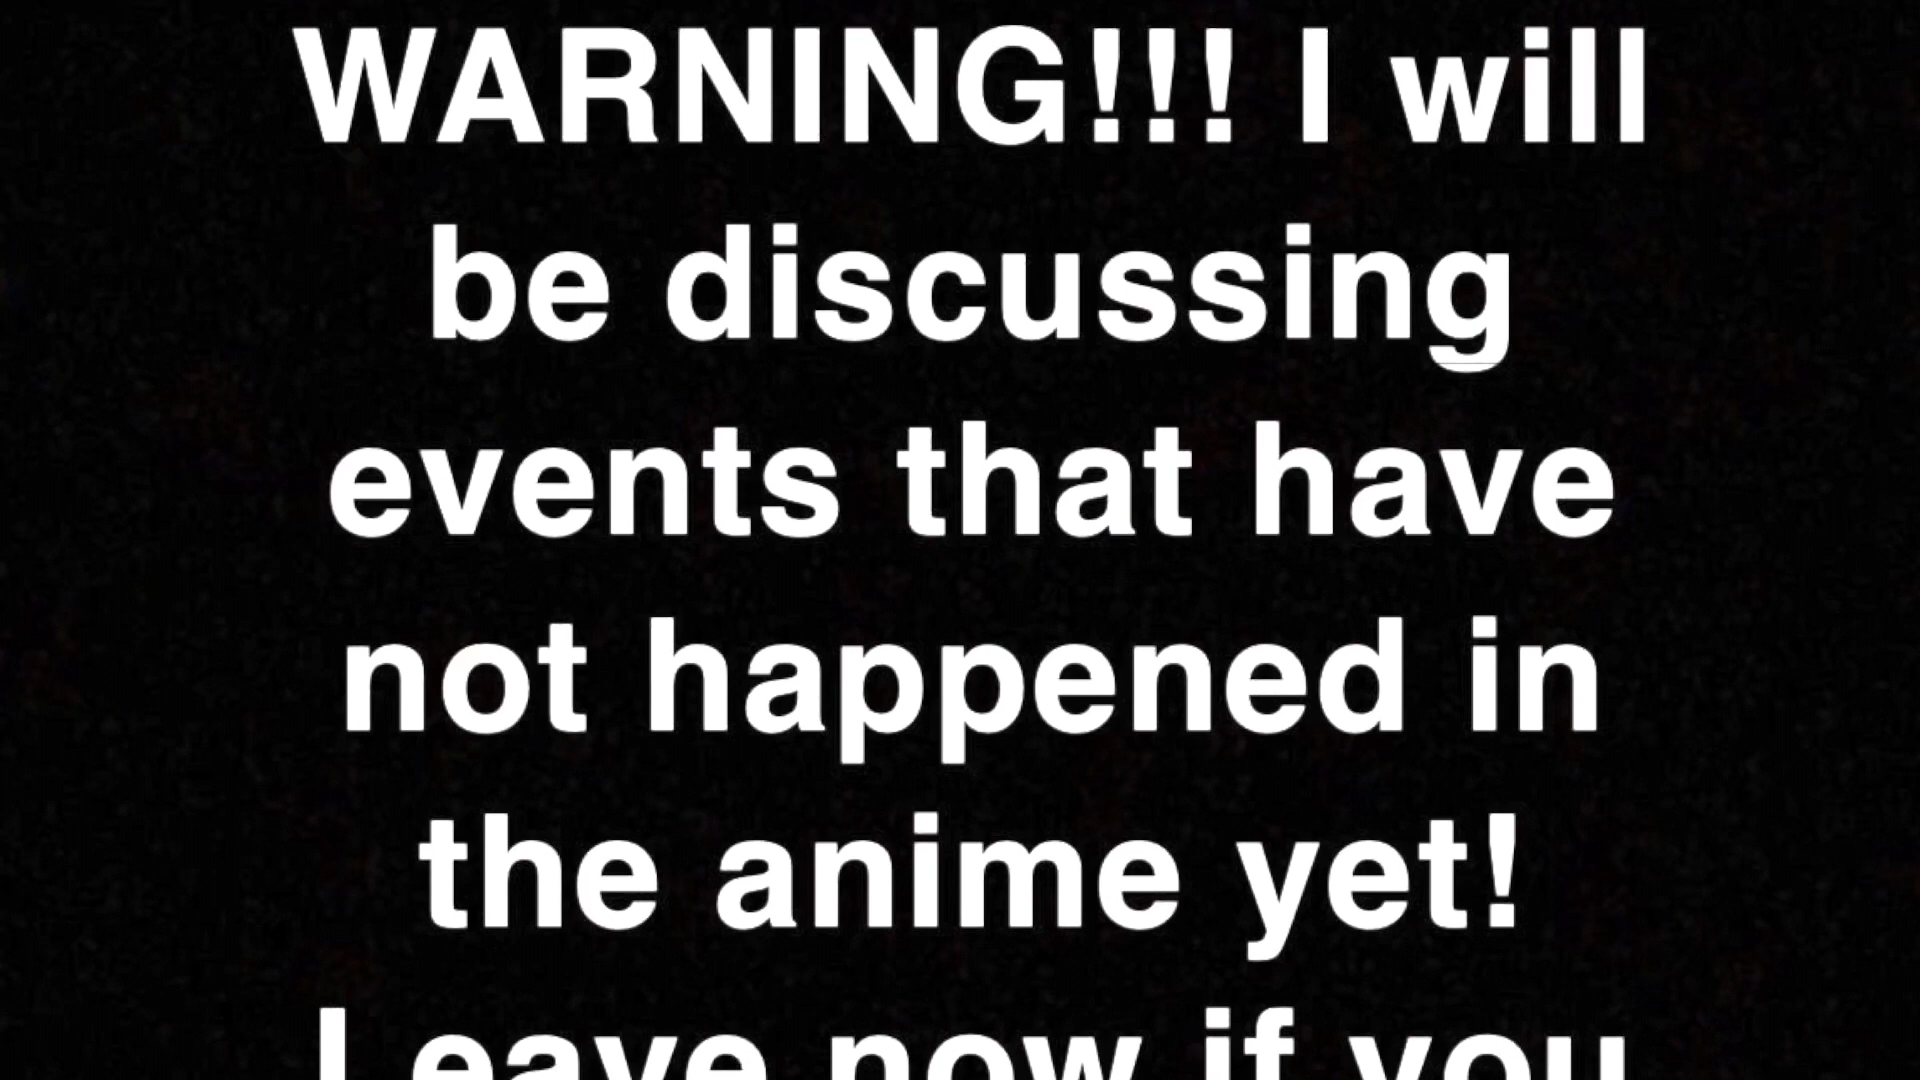 WARNING!!! I will
be discussing
events that have
not happened in
the anime yet!
Leave now if you